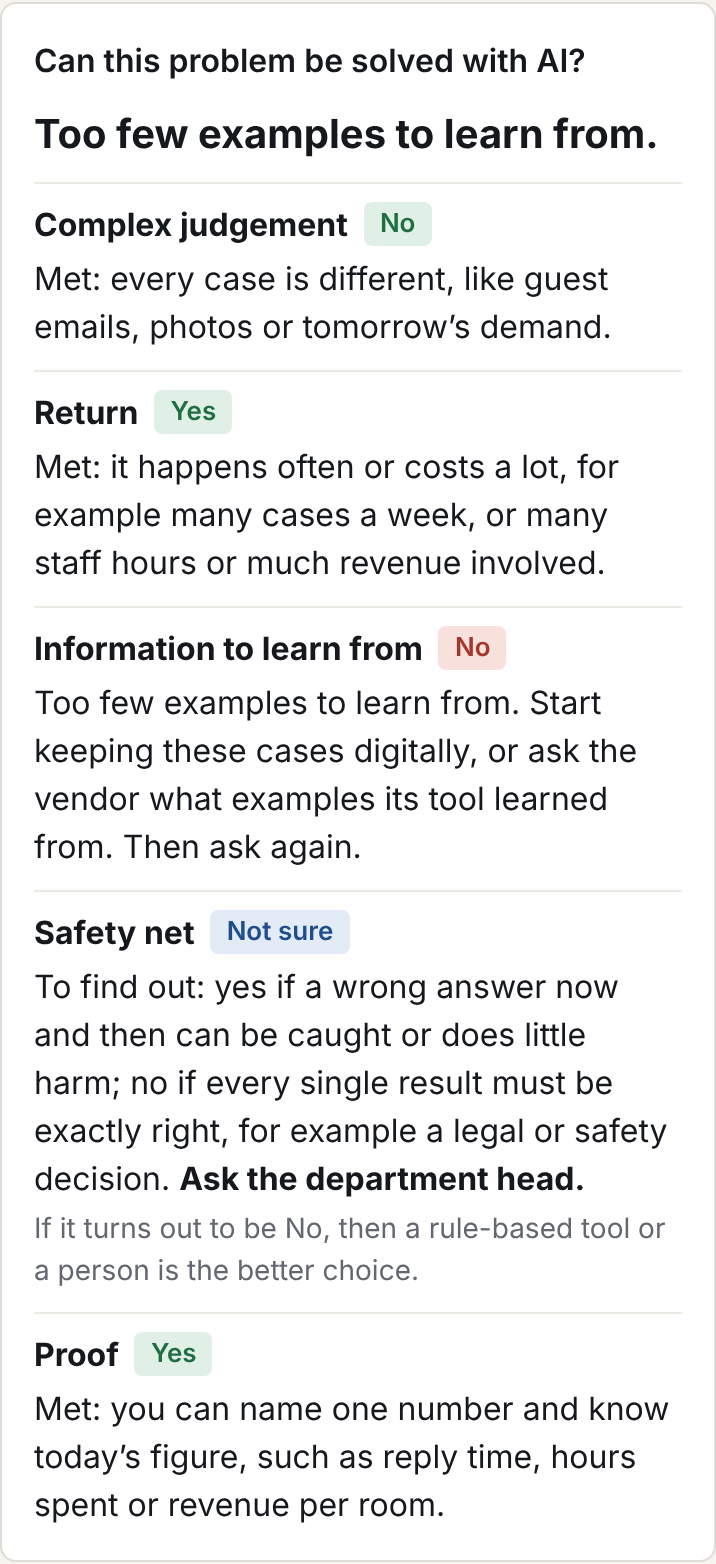 Can this problem be solved with AI?
Too few examples to learn from.
Complex judgement No
Met: every case is different, like guest
emails, photos or tomorrow’s demand.
Return Yes
Met: it happens often or costs a lot, for
example many cases a week, or many
staff hours or much revenue involved.
Information to learn from No
Too few examples to learn from. Start
keeping these cases digitally, or ask the
vendor what examples its tool learned
from. Then ask again.
Safety net Not sure
To find out: yes if a wrong answer now
and then can be caught or does little
harm; no if every single result must be
exactly right, for example a legal or safety
decision. Ask the department head.
If it turns out to be No, then a rule-based tool or
a person is the better choice.
Proof Yes
Met: you can name one number and know
today’s figure, such as reply time, hours
spent or revenue per room.